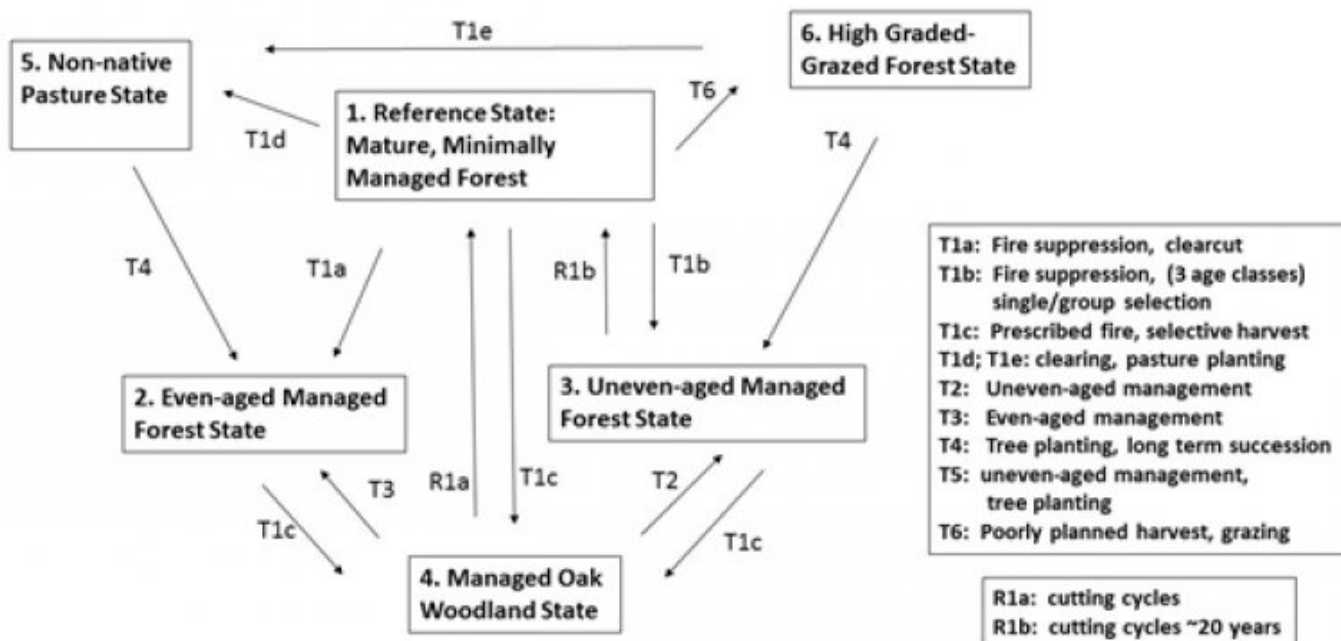 T1e
6. High Graded-
Grazed Forest State
5. Non-native
Pasture State
T1d
1. Reference State:
Mature, Minimally
Managed Forest
T6
T4
T4
T1a
R1b
T1b
2. Even-aged Managed
Forest State
3. Uneven-aged Managed
Forest State
T1c
T3
R1a
T1c
T2
T1c
4. Managed Oak
Woodland State
T1a: Fire suppression, clearcut
T1b: Fire suppression, (3 age classes)
single/group selection
T1c: Prescribed fire, selective harvest
T1d; T1e: clearing, pasture planting
T2: Uneven-aged management
T3: Even-aged management
T4: Tree planting, long term succession
T5: uneven-aged management,
tree planting
T6: Poorly planned harvest, grazing
R1a: cutting cycles
R1b: cutting cycles ~20 years